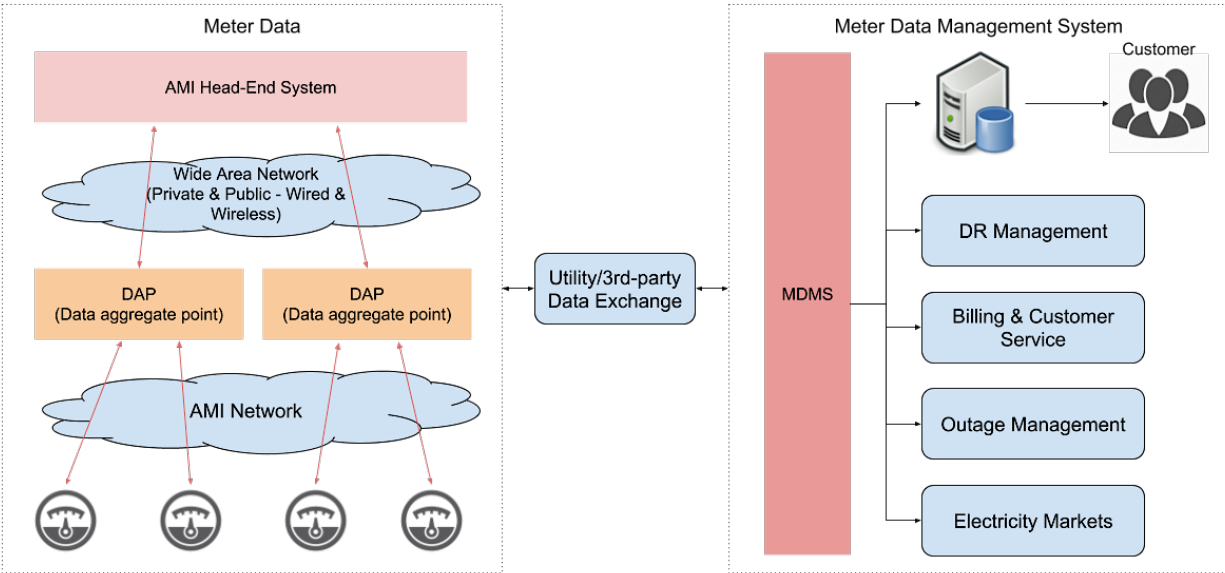 Meter Data
AMI Head-End System
Wide Area Network
(Private & Public - Wired &
Wireless)
DAP
(Data aggregate point)
DAP
(Data aggregate point)
AMI Network
Utility/3rd-party
Data Exchange
Meter Data Management System
MDMS
Customer
DR Management
Billing & Customer
Service
Outage Management
Electricity Markets